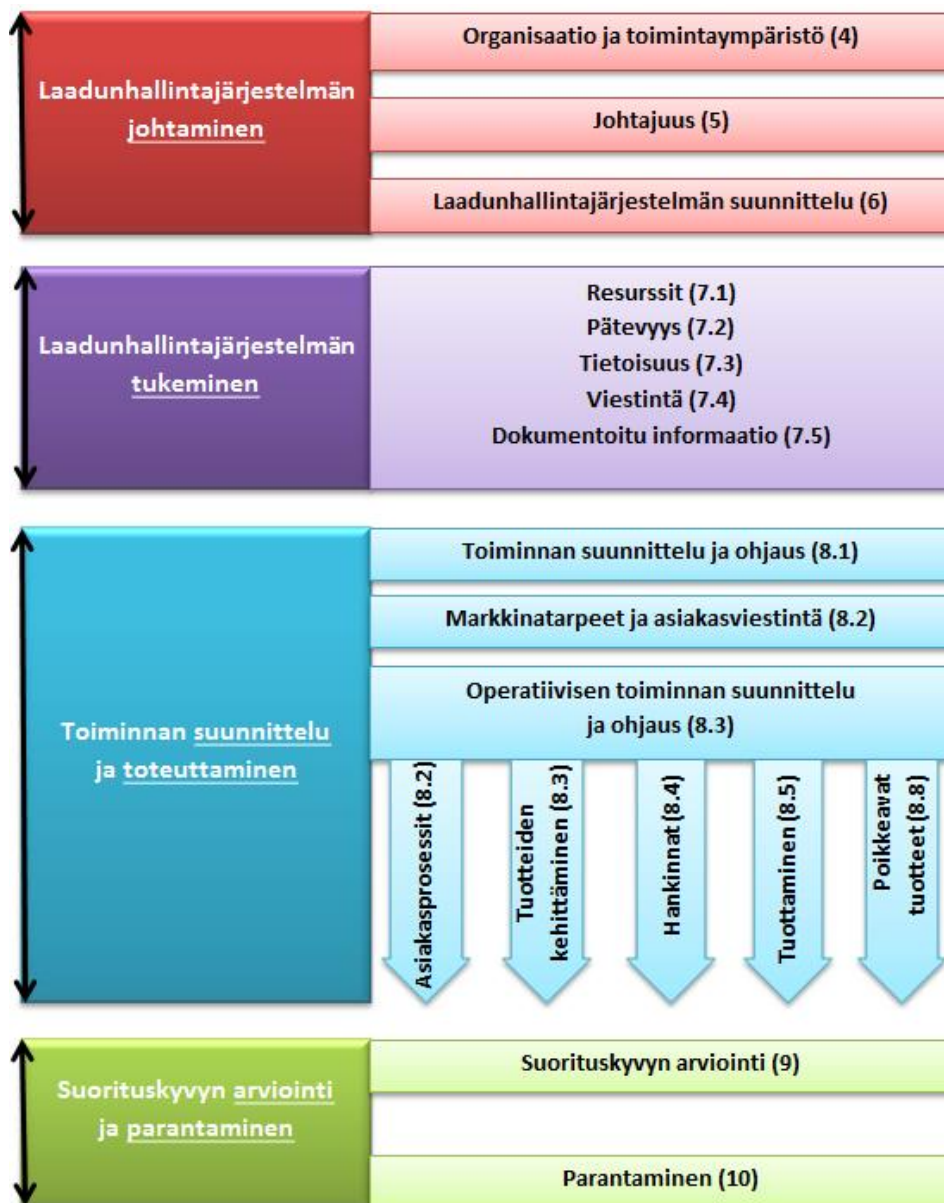 Laadunhallintajärjestelmän
johtaminen
Organisaatio ja toimintaympäristö (4)
Johtajuus (5)
Laadunhallintajärjestelmän suunnittelu (6)
Laadunhallintajärjestelmän
tukeminen
Resurssit (7.1)
Pätevyys (7.2)
Tietoisuus (7.3)
Viestintä (7.4)
Dokumentoitu informaatio (7.5)
Toiminnan suunnittelu
ja toteuttaminen
Toiminnan suunnittelu ja ohjaus (8.1)
Markkinatarpeet ja asiakasviestintä (8.2)
Operatiivisen toiminnan suunnittelu
ja ohjaus (8.3)
Asiakasprosessit (8.2)
Tuotteiden
kehittäminen (8.3)
Hankinnat (8.4)
Tuottaminen (8.5)
Poikkeavat
tuotteet (8.8)
Suorituskyvyn arviointi
ja parantaminen
Suorituskyvyn arviointi (9)
Parantaminen (10)